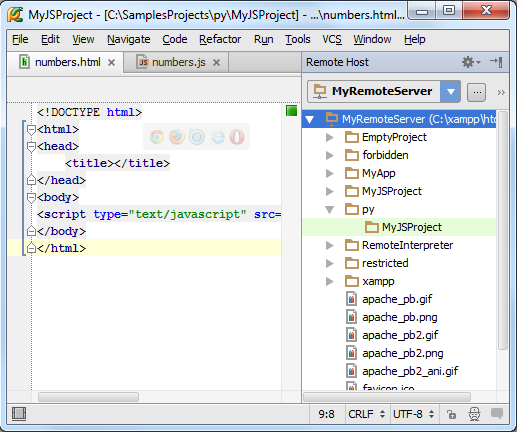 MyJSProject - [C:\SamplesProjects\py\MyJSProject] - ...\numbers.html...
File Edit View Navigate Code Refactor Run Tools VCS Window Help
numbers.html
numbers.js
<!DOCTYPE html>
<html>
<head>
<title></title>
</head>
<body>
<script type="text/javascript" src=
</body>
</html>
Remote Host
MyRemoteServer
...
MyRemoteServer (C:\xampp\ht
EmptyProject
forbidden
MyApp
MyJSProject
py
MyJSProject
RemoteInterpreter
restricted
xampp
apache_pb.gif
apache_pb.png
apache_pb2.gif
apache_pb2.png
apache_pb2_ani.gif
favicon.ico
9:8 CRLF UTF-8